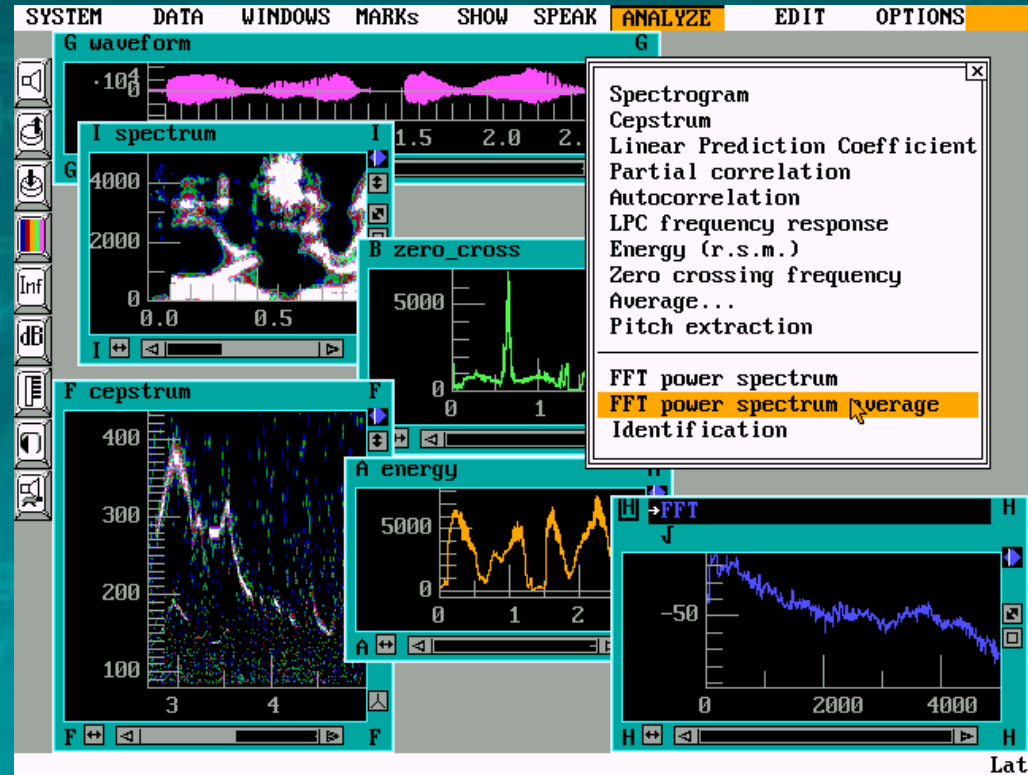 SYSTEM DATA WINDOWS MARKs SHOW SPEAK ANALYZE EDIT OPTIONS
G waveform G
·10⁴
0
1.5 2.0 2.
G
I spectrum I
4000
2000
0
0.0 0.5
I
B zero_cross
5000
0
0 1
B
F cepstrum F
400
300
200
100
3 4
F F
A energy
5000
0
0 1 2
A
Spectrogram
Cepstrum
Linear Prediction Coefficient
Partial correlation
Autocorrelation
LPC frequency response
Energy (r.s.m.)
Zero crossing frequency
Average...
Pitch extraction
FFT power spectrum
FFT power spectrum average
Identification
H →FFT H
√
-50
0 2000 4000
H H
Inf
dB
Lat